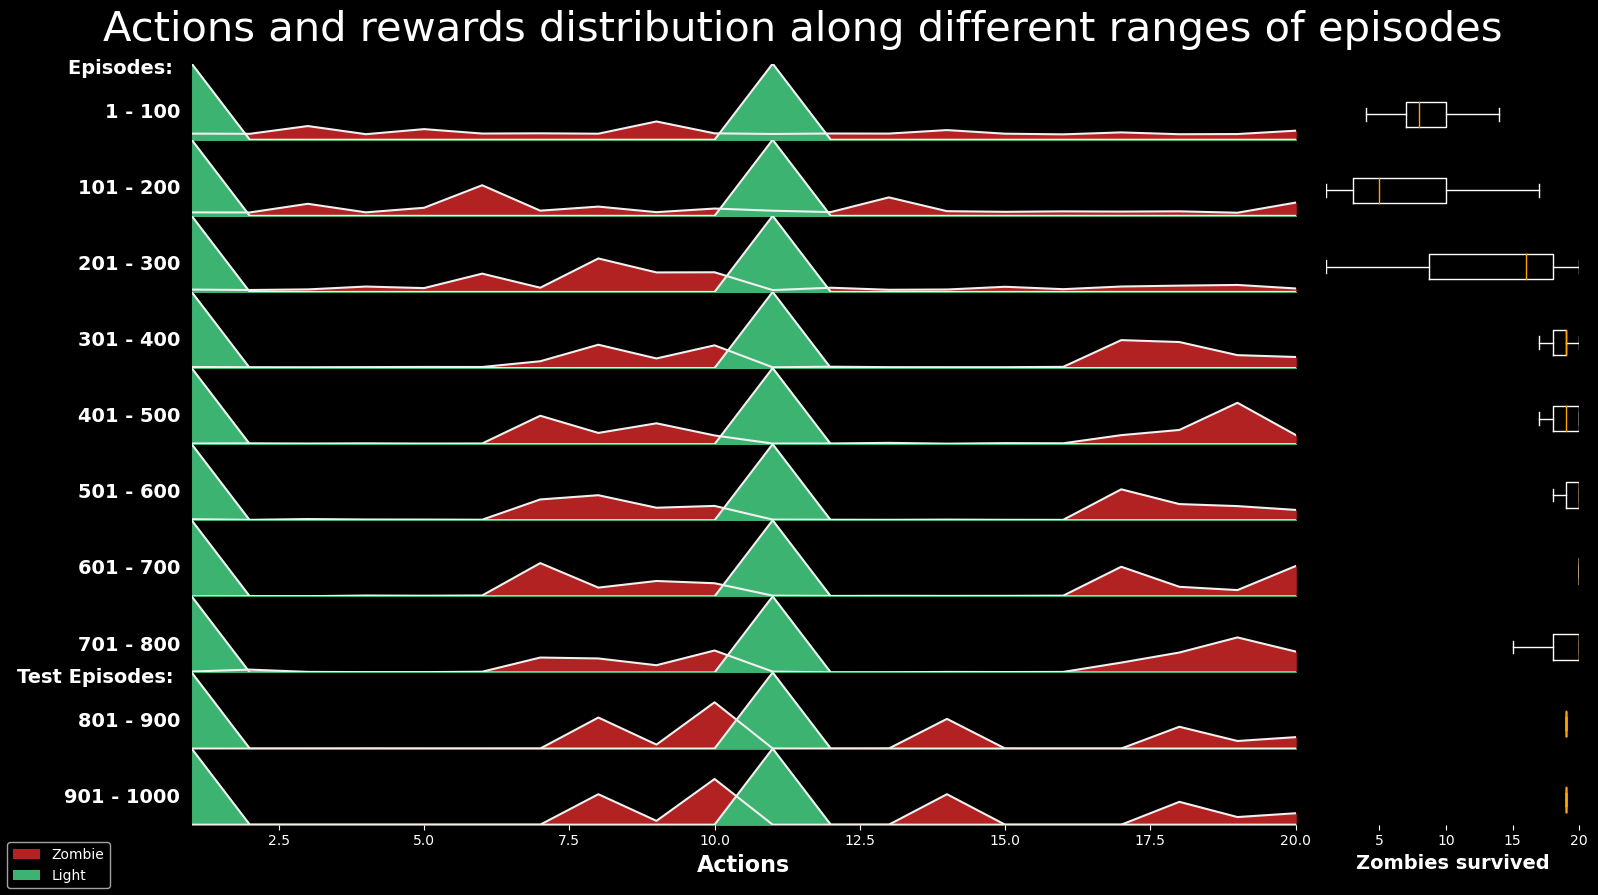 Actions and rewards distribution along different ranges of episodes
Episodes:
1 - 100
101 - 200
201 - 300
301 - 400
401 - 500
501 - 600
601 - 700
701 - 800
Test Episodes:
801 - 900
901 - 1000
2.5 5.0 7.5 10.0 12.5 15.0 17.5 20.0
5 10 15 20
Actions
Zombies survived
Zombie
Light